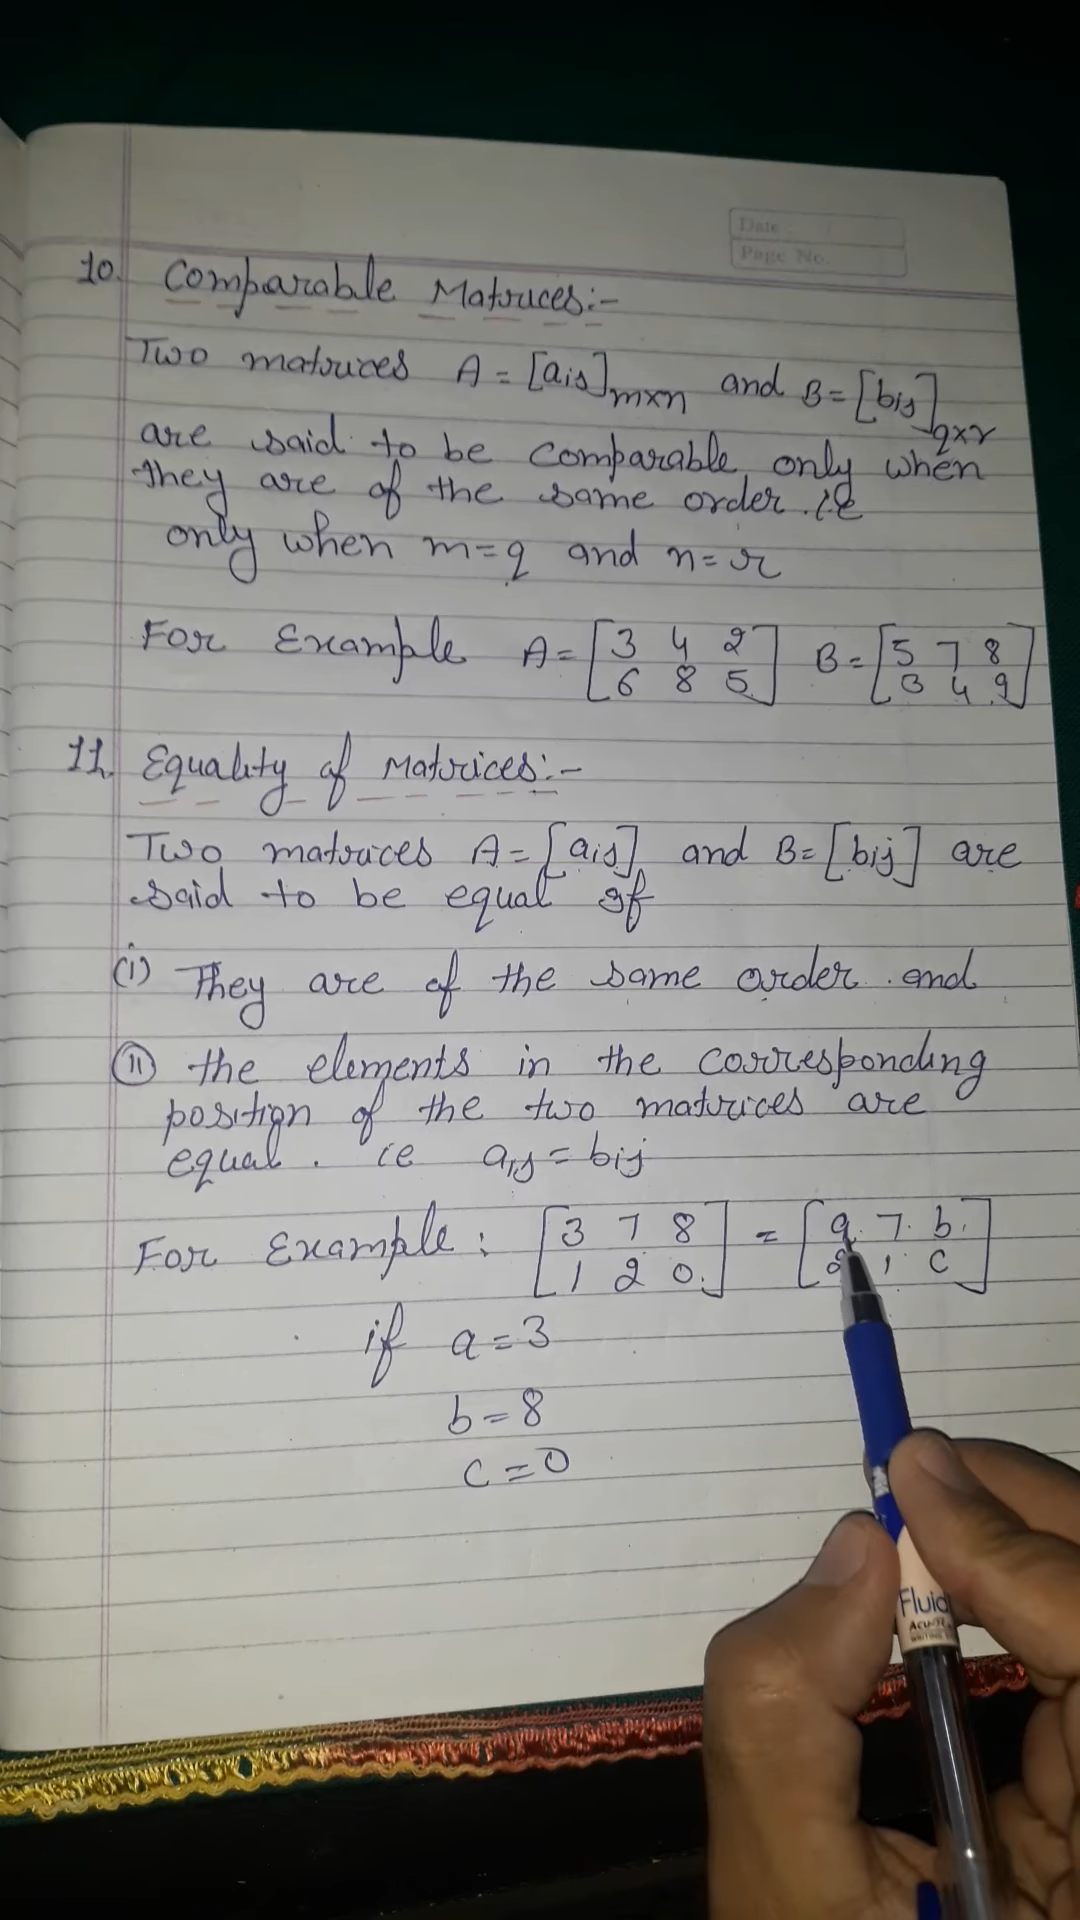 Date
Page No.
10. Comparable Matrices:-
Two matrices A = [aij]m×n and B = [bij]q×r
are said to be comparable only when
they are of the same order. ie
only when m=q and n=r
For Example A = [3 4 2 B = [5 7 8
6 8 5] 3 4 9]
11. Equality of Matrices:-
Two matrices A = [aij] and B = [bij] are
said to be equal if
(i) They are of the same order and
(ii) the elements in the corresponding
position of the two matrices are
equal. ie aij = bij
For Example: [3 7 8 = [a 7 b
1 2 0] 2 1 c]
if a = 3
b = 8
c = 0
Fluid